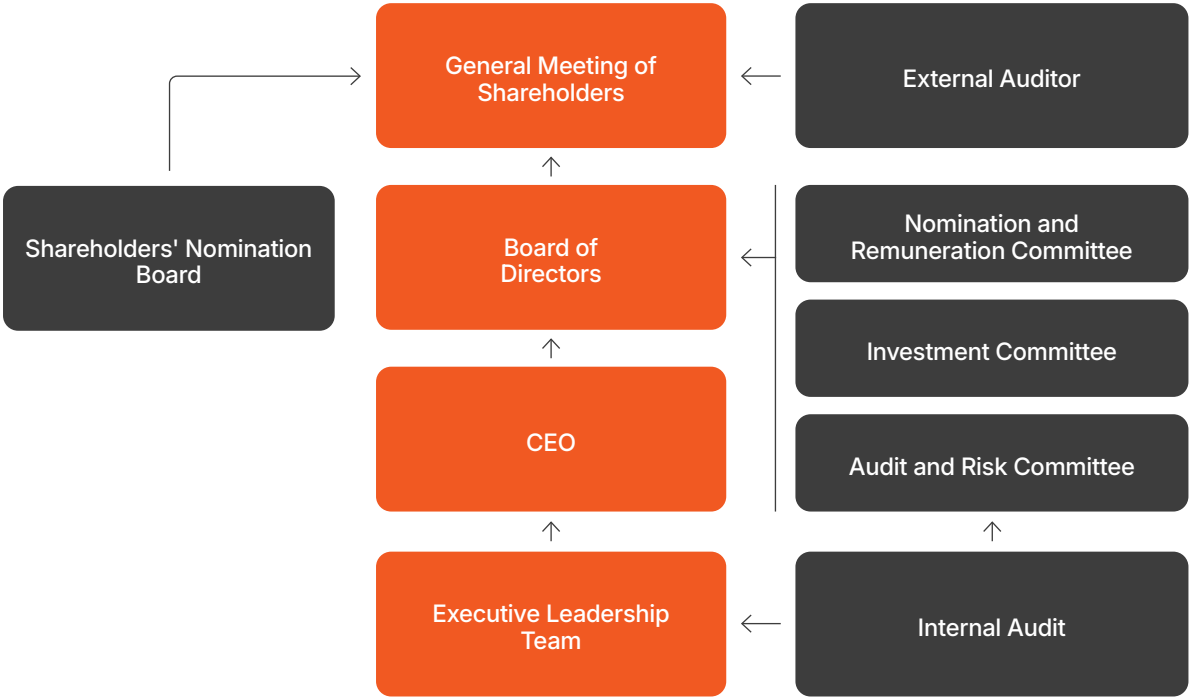 General Meeting of
Shareholders
External Auditor
Shareholders' Nomination
Board
Board of
Directors
Nomination and
Remuneration Committee
Investment Committee
CEO
Audit and Risk Committee
Executive Leadership
Team
Internal Audit